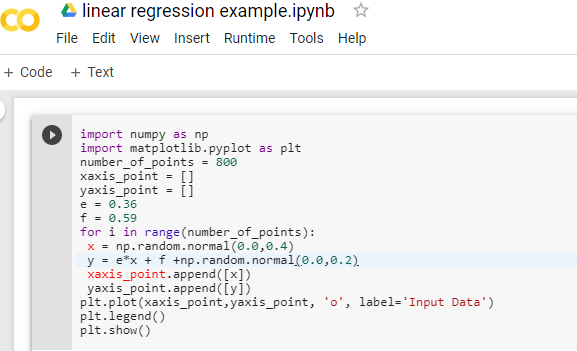 CO linear regression example.ipynb
File Edit View Insert Runtime Tools Help
+ Code + Text
import numpy as np
import matplotlib.pyplot as plt
number_of_points = 800
xaxis_point = []
yaxis_point = []
e = 0.36
f = 0.59
for i in range(number_of_points):
 x = np.random.normal(0.0,0.4)
 y = e*x + f +np.random.normal(0.0,0.2)
 xaxis_point.append([x])
 yaxis_point.append([y])
plt.plot(xaxis_point,yaxis_point, 'o', label='Input Data')
plt.legend()
plt.show()